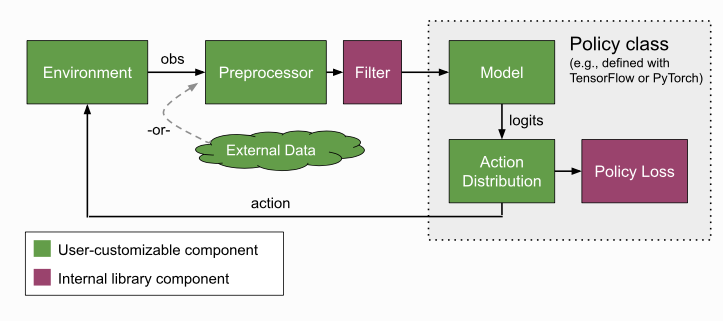 Policy class
(e.g., defined with
TensorFlow or PyTorch)
Environment
obs
Preprocessor
Filter
Model
logits
-or-
External Data
Action
Distribution
Policy Loss
action
User-customizable component
Internal library component